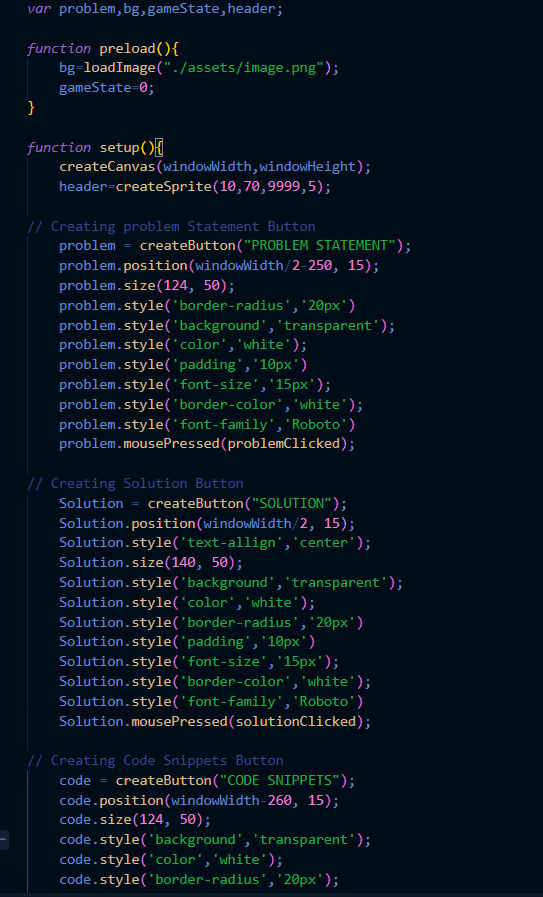 var problem,bg,gameState,header;
function preload(){
bg=loadImage("./assets/image.png");
gameState=0;
}
function setup(){
createCanvas(windowWidth,windowHeight);
header=createSprite(10,70,9999,5);
// Creating problem Statement Button
problem = createButton("PROBLEM STATEMENT");
problem.position(windowWidth/2-250, 15);
problem.size(124, 50);
problem.style('border-radius','20px')
problem.style('background','transparent');
problem.style('color','white');
problem.style('padding','10px')
problem.style('font-size','15px');
problem.style('border-color','white');
problem.style('font-family','Roboto')
problem.mousePressed(problemClicked);
// Creating Solution Button
Solution = createButton("SOLUTION");
Solution.position(windowWidth/2, 15);
Solution.style('text-allign','center');
Solution.size(140, 50);
Solution.style('background','transparent');
Solution.style('color','white');
Solution.style('border-radius','20px')
Solution.style('padding','10px')
Solution.style('font-size','15px');
Solution.style('border-color','white');
Solution.style('font-family','Roboto')
Solution.mousePressed(solutionClicked);
// Creating Code Snippets Button
code = createButton("CODE SNIPPETS");
code.position(windowWidth-260, 15);
code.size(124, 50);
code.style('background','transparent');
code.style('color','white');
code.style('border-radius','20px');